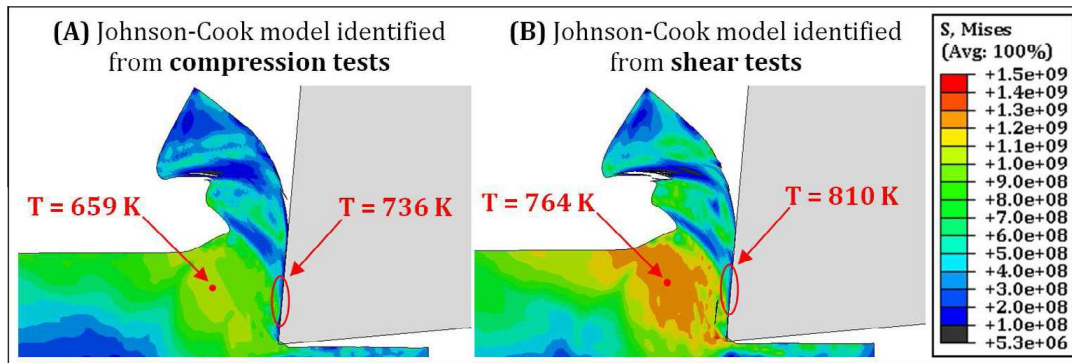 (A) Johnson-Cook model identified
from compression tests
T = 659 K
T = 736 K
(B) Johnson-Cook model identified
from shear tests
T = 764 K
T = 810 K
S, Mises
(Avg: 100%)
+1.5e+09
+1.4e+09
+1.3e+09
+1.2e+09
+1.1e+09
+1.0e+09
+9.0e+08
+8.0e+08
+7.0e+08
+6.0e+08
+5.0e+08
+4.0e+08
+3.0e+08
+2.0e+08
+1.0e+08
+5.3e+06